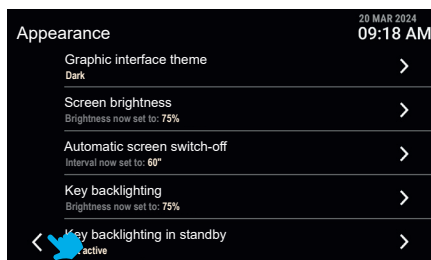 20 MAR 2024
Appearance
09:18 AM
Graphic interface theme
Dark
Screen brightness
Brightness now set to: 75%
Automatic screen switch-off
Interval now set to: 60"
Key backlighting
Brightness now set to: 75%
Key backlighting in standby
active